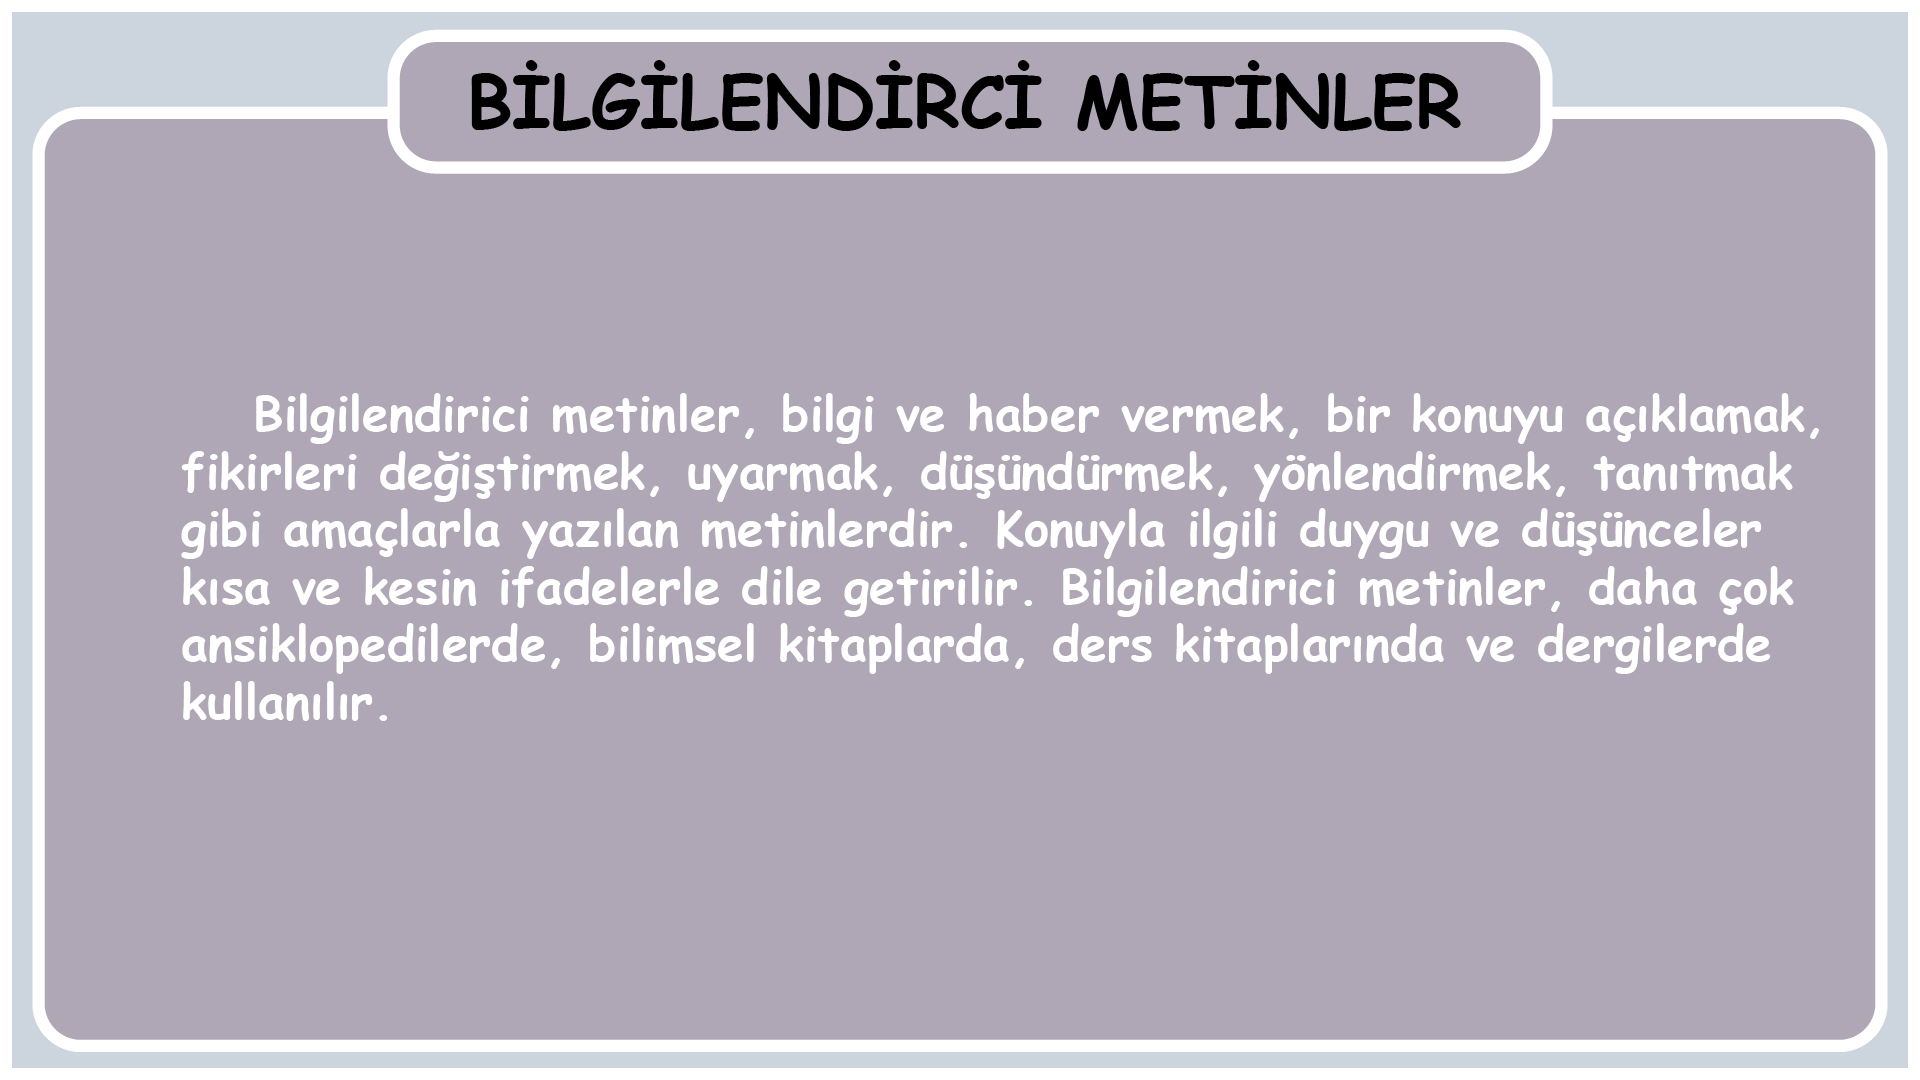 BİLGİLENDİRCİ METİNLER
Bilgilendirici metinler, bilgi ve haber vermek, bir konuyu açıklamak,
fikirleri değiştirmek, uyarmak, düşündürmek, yönlendirmek, tanıtmak
gibi amaçlarla yazılan metinlerdir. Konuyla ilgili duygu ve düşünceler
kısa ve kesin ifadelerle dile getirilir. Bilgilendirici metinler, daha çok
ansiklopedilerde, bilimsel kitaplarda, ders kitaplarında ve dergilerde
kullanılır.